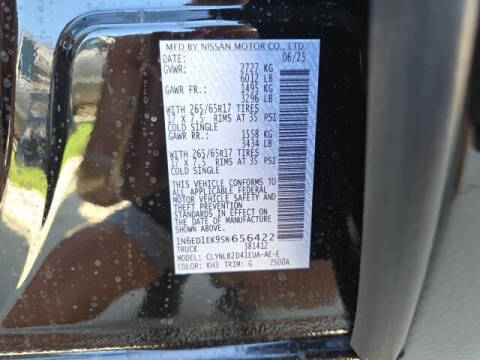 MFD BY NISSAN MOTOR CO., LTD.
DATE: 06/25
GVWR: 2727 KG
6012 LB
GAWR FR.: 1495 KG
3296 LB
WITH 265/65R17 TIRES
17 X 7.5 RIMS AT 35 PSI
COLD SINGLE
GAWR RR.: 1558 KG
3434 LB
WITH 265/65R17 TIRES
17 X 7.5 RIMS AT 35 PSI
COLD SINGLE
THIS VEHICLE CONFORMS TO
ALL APPLICABLE FEDERAL
MOTOR VEHICLE SAFETY AND
THEFT PREVENTION
STANDARDS IN EFFECT ON
THE DATE OF MANUFACTURE
SHOWN ABOVE.
1N6ED1EK9SN656422
TRUCK 381412
MODEL: CLYNLB2D41EUA-AE-E
COLOR: KH3 TRIM: G 2500A